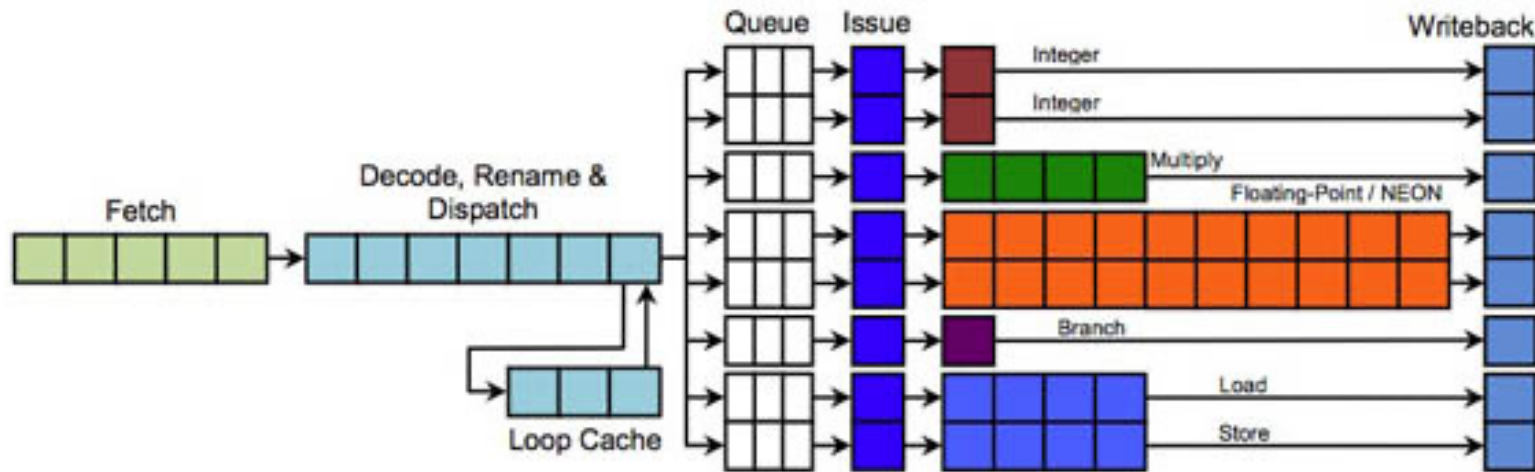 Queue
Issue
Writeback
Integer
Integer
Decode, Rename &
Dispatch
Multiply
Fetch
Floating-Point / NEON
Branch
Load
Loop Cache
Store